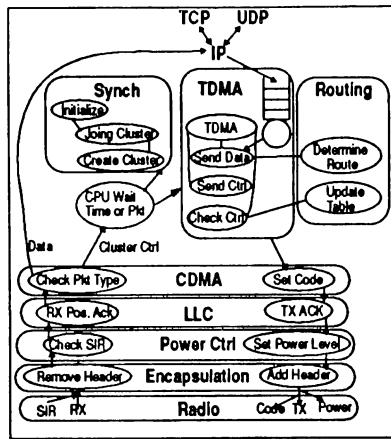 TCP UDP
IP
Synch
Initialize
Joing Cluster
Create Cluster
TDMA
TDMA
Send Data
Send Ctrl
Check Ctrl
Routing
Determine
Route
Update
Table
CPU Wait
Time or Pkt
Data
Cluster Ctrl
Check Pkt Type CDMA Set Code
RX Pos. Ack LLC TX ACK
Check SIR Power Ctrl Set Power Level
Remove Header Encapsulation Add Header
SIR RX Radio Code TX Power